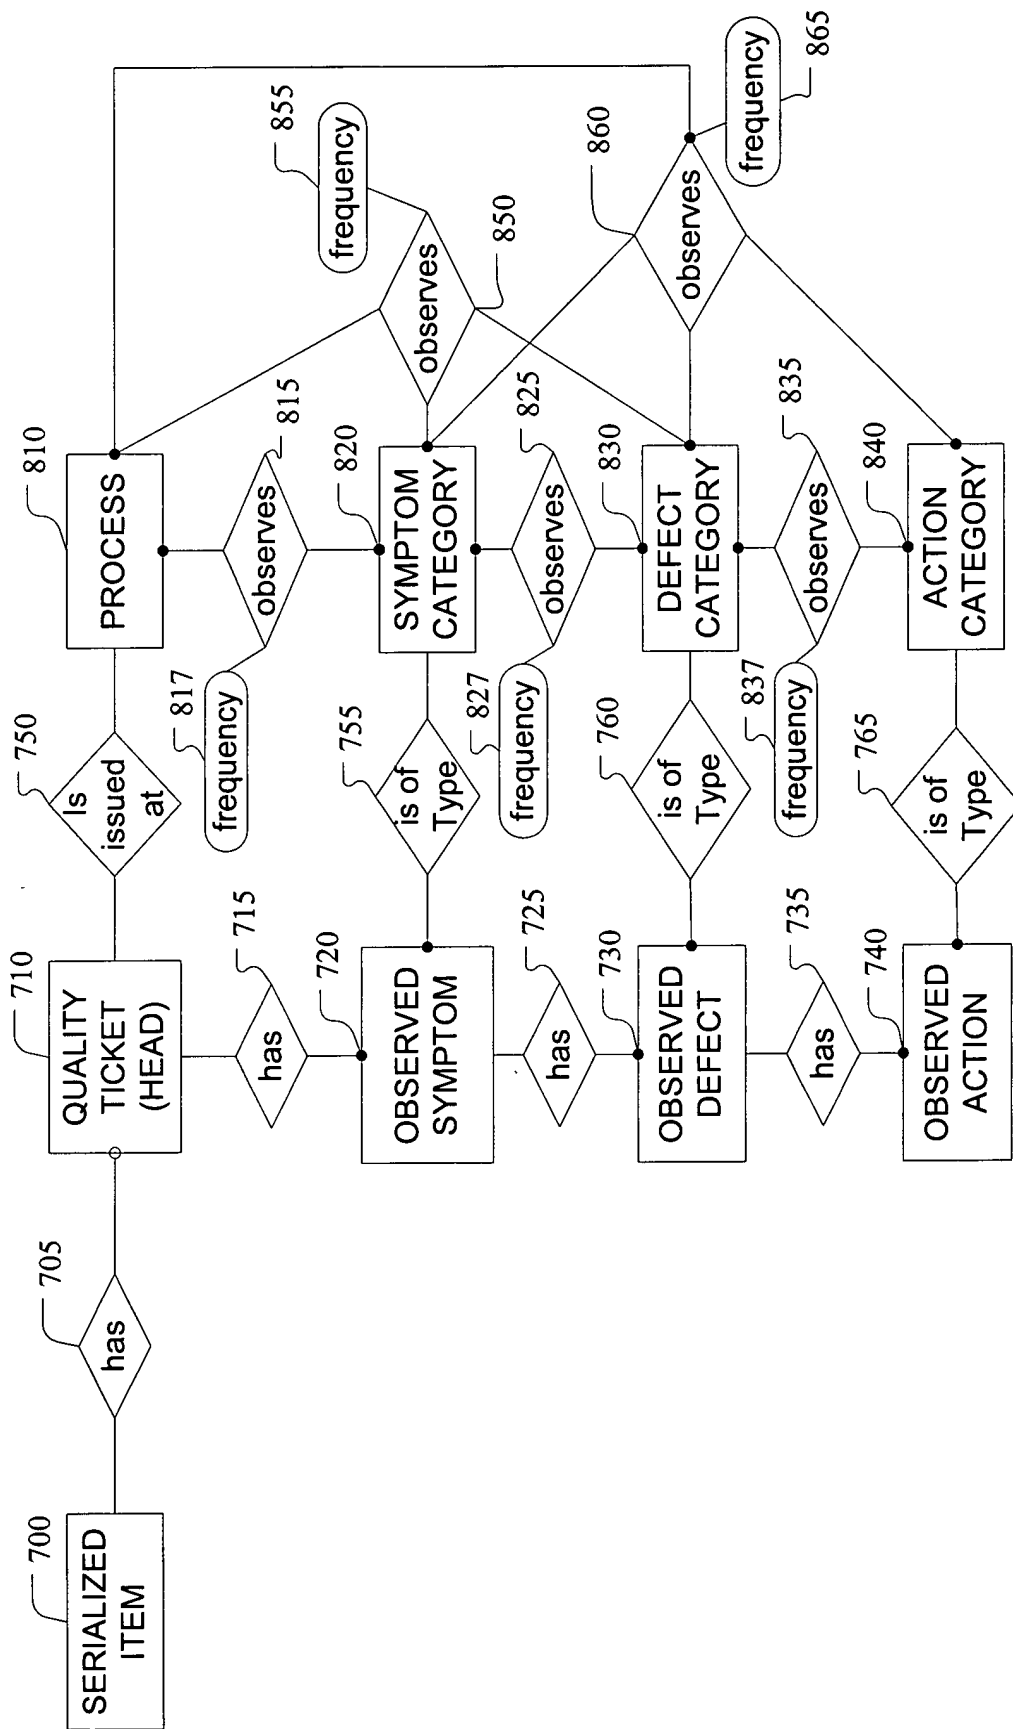 700
SERIALIZED
ITEM
705
has
710
QUALITY
TICKET
(HEAD)
750
Is
issued
at
810
PROCESS
715
has
817
frequency
815
observes
720
OBSERVED
SYMPTOM
755
is of
Type
820
SYMPTOM
CATEGORY
850
observes
855
frequency
725
has
827
frequency
825
observes
730
OBSERVED
DEFECT
760
is of
Type
830
DEFECT
CATEGORY
860
observes
865
frequency
735
has
837
frequency
835
observes
740
OBSERVED
ACTION
765
is of
Type
840
ACTION
CATEGORY